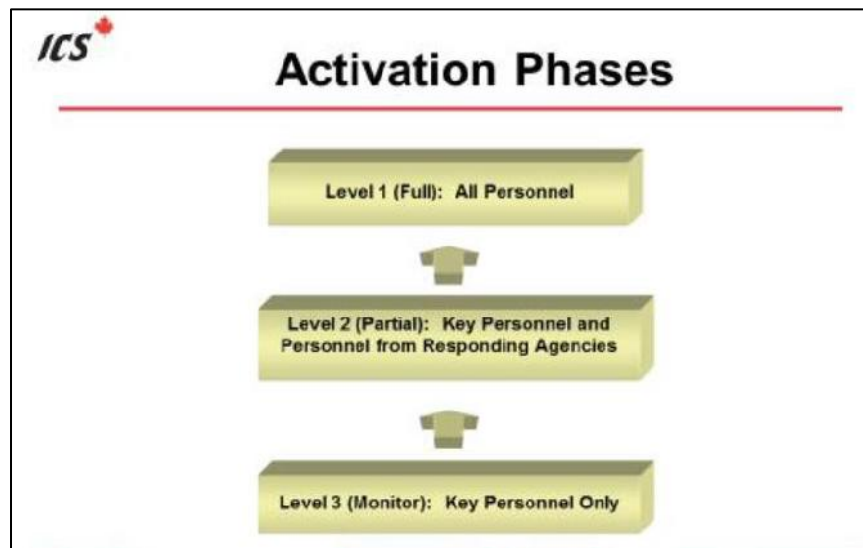 ICS
Activation Phases
Level 1 (Full): All Personnel
Level 2 (Partial): Key Personnel and
Personnel from Responding Agencies
Level 3 (Monitor): Key Personnel Only